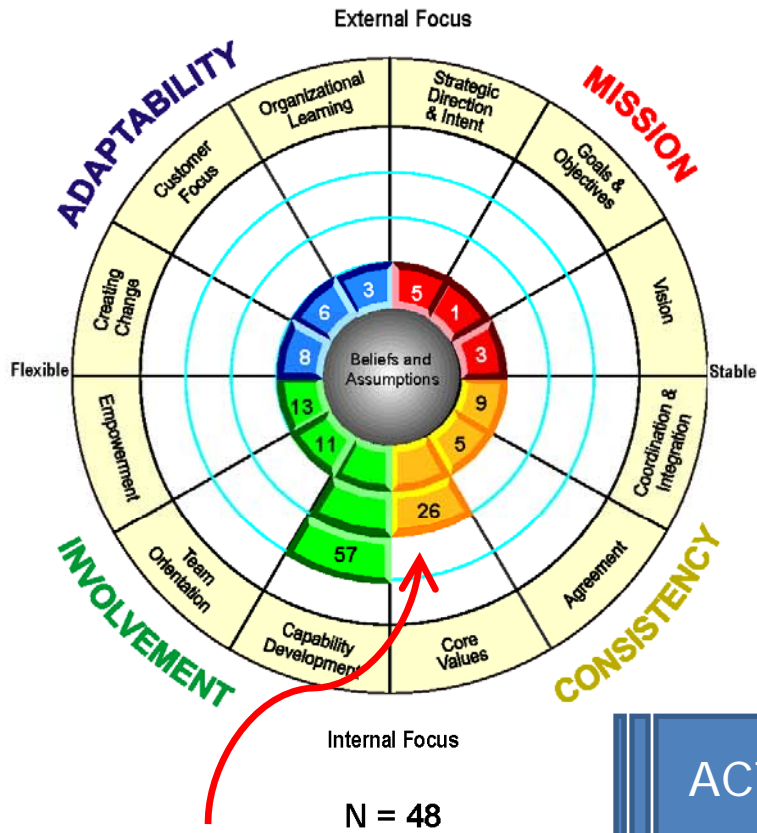 External Focus
ADAPTABILITY
MISSION
Organizational
Learning
Strategic
Direction
& Intent
Customer
Focus
Goals &
Objectives
Creating
Change
Vision
3
5
6
1
8
3
Flexible
Beliefs and
Assumptions
Stable
13
9
11
5
26
57
Empowerment
Coordination &
Integration
Team
Orientation
Agreement
Capability
Development
Core
Values
INVOLVEMENT
CONSISTENCY
Internal Focus
N = 48